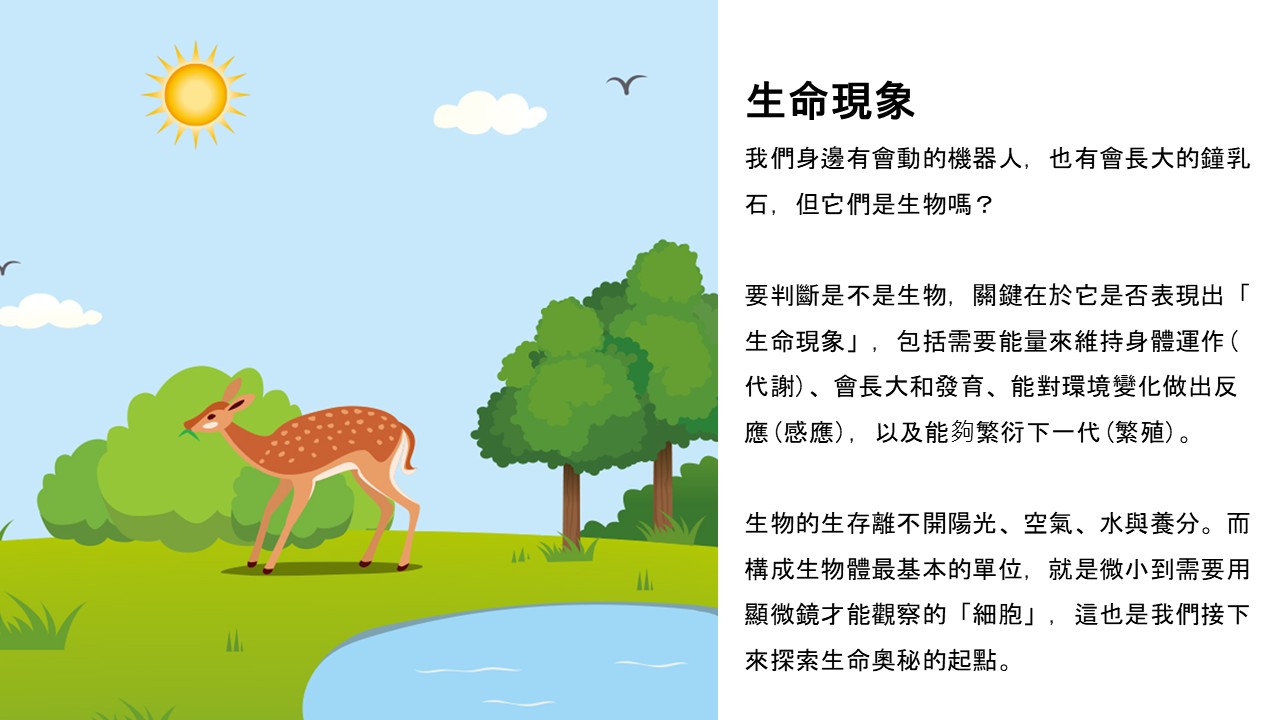 生命現象
我們身邊有會動的機器人，也有會長大的鐘乳
石，但它們是生物嗎？
要判斷是不是生物，關鍵在於它是否表現出「
生命現象」，包括需要能量來維持身體運作(
代謝)、會長大和發育、能對環境變化做出反
應(感應)，以及能夠繁衍下一代(繁殖)。
生物的生存離不開陽光、空氣、水與養分。而
構成生物體最基本的單位，就是微小到需要用
顯微鏡才能觀察的「細胞」，這也是我們接下
來探索生命奧秘的起點。